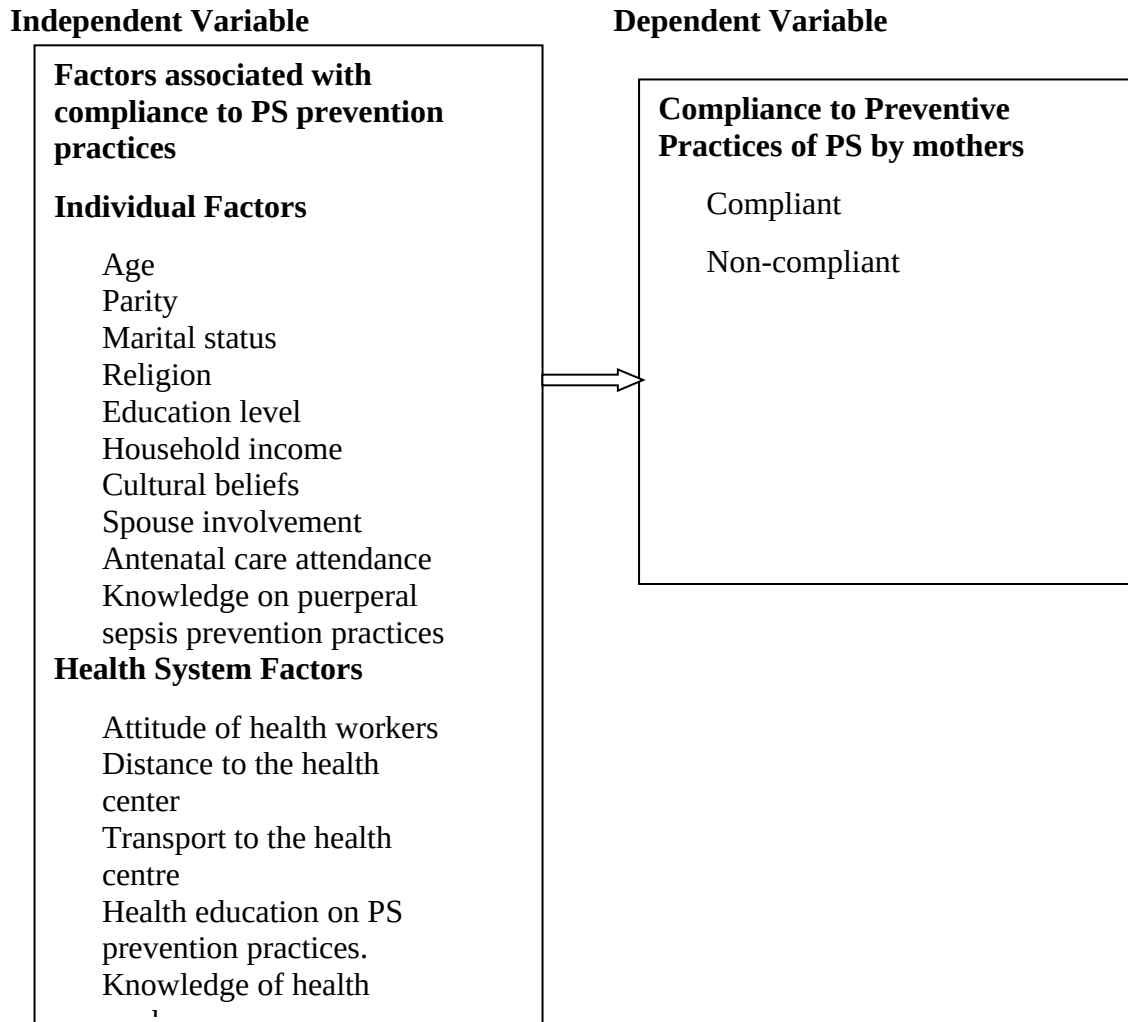 Independent Variable
Dependent Variable
Factors associated with
compliance to PS prevention
practices
Individual Factors
Age
Parity
Marital status
Religion
Education level
Household income
Cultural beliefs
Spouse involvement
Antenatal care attendance
Knowledge on puerperal
sepsis prevention practices
Health System Factors
Attitude of health workers
Distance to the health
center
Transport to the health
centre
Health education on PS
prevention practices.
Knowledge of health
Compliance to Preventive
Practices of PS by mothers
Compliant
Non-compliant